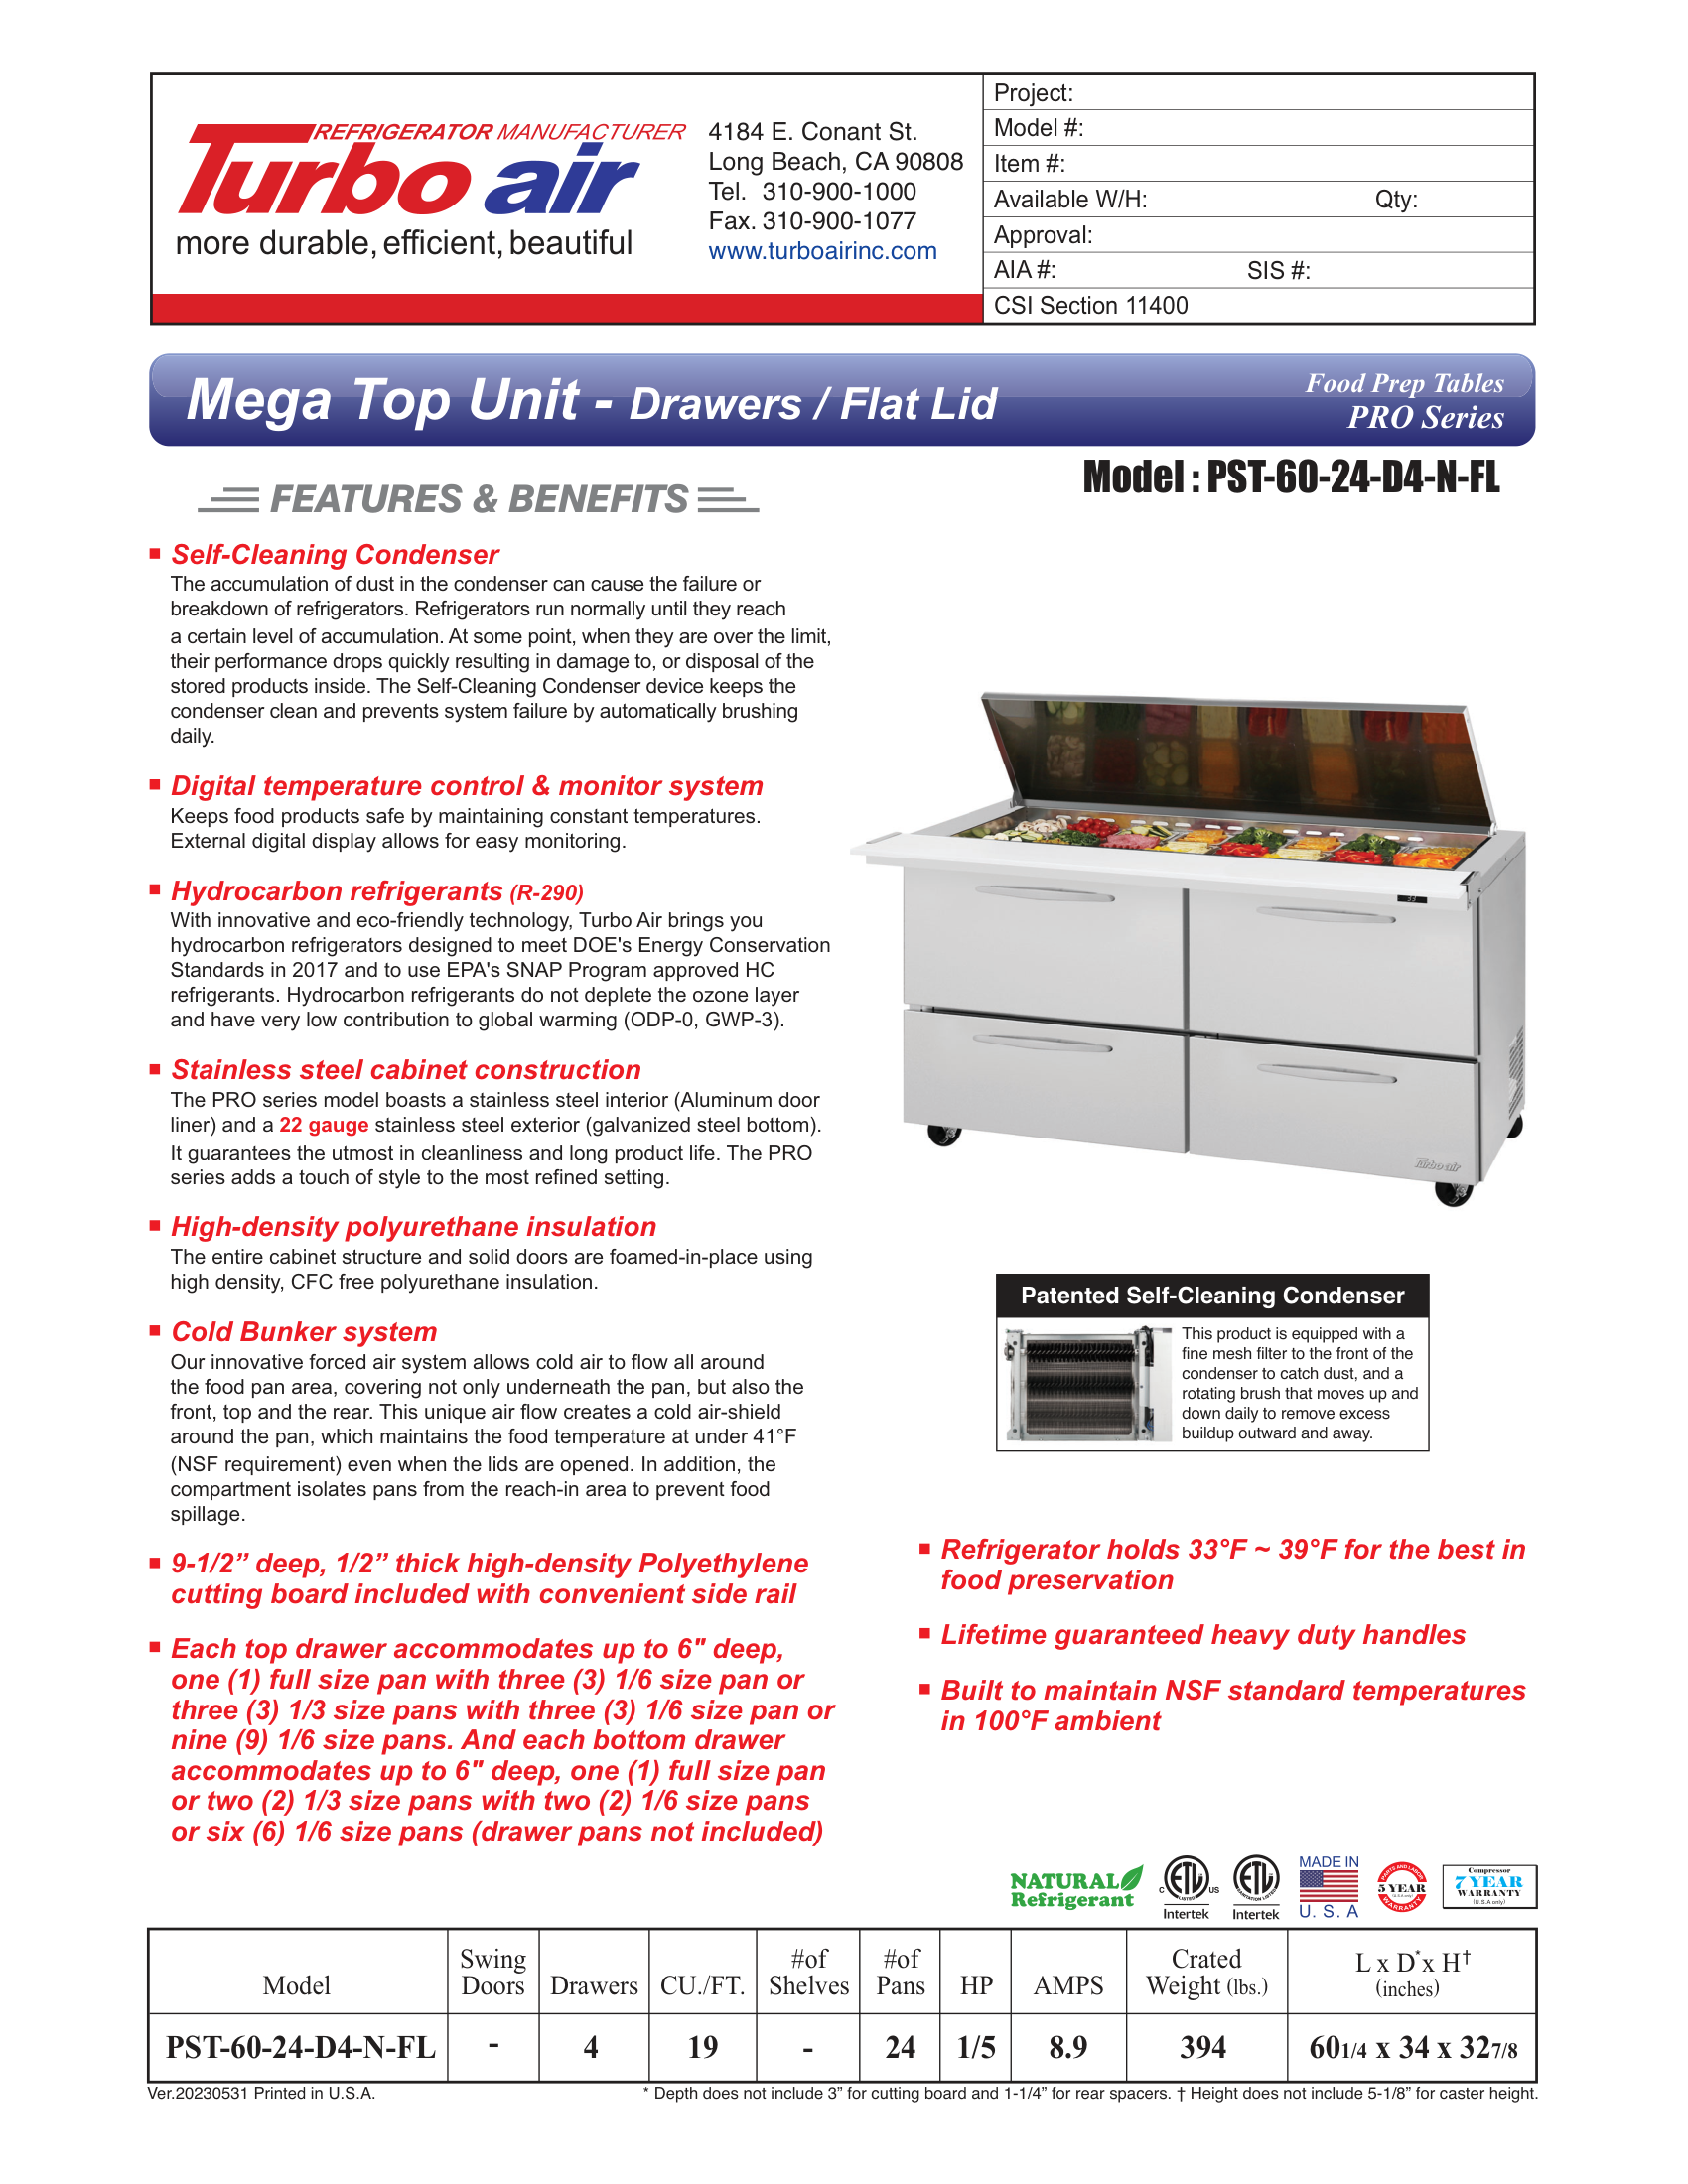 REFRIGERATOR MANUFACTURER
Turbo air
more durable, efficient, beautiful
4184 E. Conant St.
Long Beach, CA 90808
Tel. 310-900-1000
Fax. 310-900-1077
www.turboairinc.com
Project:
Model #:
Item #:
Available W/H: Qty:
Approval:
AIA #: SIS #:
CSI Section 11400
Mega Top Unit - Drawers / Flat Lid
Food Prep Tables
PRO Series
Model : PST-60-24-D4-N-FL
FEATURES & BENEFITS
Self-Cleaning Condenser
The accumulation of dust in the condenser can cause the failure or
breakdown of refrigerators. Refrigerators run normally until they reach
a certain level of accumulation. At some point, when they are over the limit,
their performance drops quickly resulting in damage to, or disposal of the
stored products inside. The Self-Cleaning Condenser device keeps the
condenser clean and prevents system failure by automatically brushing
daily.
Digital temperature control & monitor system
Keeps food products safe by maintaining constant temperatures.
External digital display allows for easy monitoring.
Hydrocarbon refrigerants (R-290)
With innovative and eco-friendly technology, Turbo Air brings you
hydrocarbon refrigerators designed to meet DOE's Energy Conservation
Standards in 2017 and to use EPA's SNAP Program approved HC
refrigerants. Hydrocarbon refrigerants do not deplete the ozone layer
and have very low contribution to global warming (ODP-0, GWP-3).
Stainless steel cabinet construction
The PRO series model boasts a stainless steel interior (Aluminum door
liner) and a 22 gauge stainless steel exterior (galvanized steel bottom).
It guarantees the utmost in cleanliness and long product life. The PRO
series adds a touch of style to the most refined setting.
High-density polyurethane insulation
The entire cabinet structure and solid doors are foamed-in-place using
high density, CFC free polyurethane insulation.
Cold Bunker system
Our innovative forced air system allows cold air to flow all around
the food pan area, covering not only underneath the pan, but also the
front, top and the rear. This unique air flow creates a cold air-shield
around the pan, which maintains the food temperature at under 41°F
(NSF requirement) even when the lids are opened. In addition, the
compartment isolates pans from the reach-in area to prevent food
spillage.
9-1/2” deep, 1/2” thick high-density Polyethylene
cutting board included with convenient side rail
Each top drawer accommodates up to 6" deep,
one (1) full size pan with three (3) 1/6 size pan or
three (3) 1/3 size pans with three (3) 1/6 size pan or
nine (9) 1/6 size pans. And each bottom drawer
accommodates up to 6" deep, one (1) full size pan
or two (2) 1/3 size pans with two (2) 1/6 size pans
or six (6) 1/6 size pans (drawer pans not included)
33
Turbo air
Patented Self-Cleaning Condenser
This product is equipped with a
fine mesh filter to the front of the
condenser to catch dust, and a
rotating brush that moves up and
down daily to remove excess
buildup outward and away.
Refrigerator holds 33°F ~ 39°F for the best in
food preservation
Lifetime guaranteed heavy duty handles
Built to maintain NSF standard temperatures
in 100°F ambient
NATURAL
Refrigerant
C ETL US
LISTED
Intertek
ETL
SANITATION LISTED
Intertek
MADE IN
U. S. A
PARTS AND LABOR
5 YEAR
(U.S.A only)
WARRANTY
Compressor
7 YEAR
WARRANTY
(U.S.A only)
Model Swing Doors Drawers CU./FT. #of Shelves #of Pans HP AMPS Crated Weight (lbs.) L x D* x H† (inches)
PST-60-24-D4-N-FL - 4 19 - 24 1/5 8.9 394 60 1/4 x 34 x 32 7/8
Ver.20230531 Printed in U.S.A.
* Depth does not include 3” for cutting board and 1-1/4” for rear spacers. † Height does not include 5-1/8” for caster height.